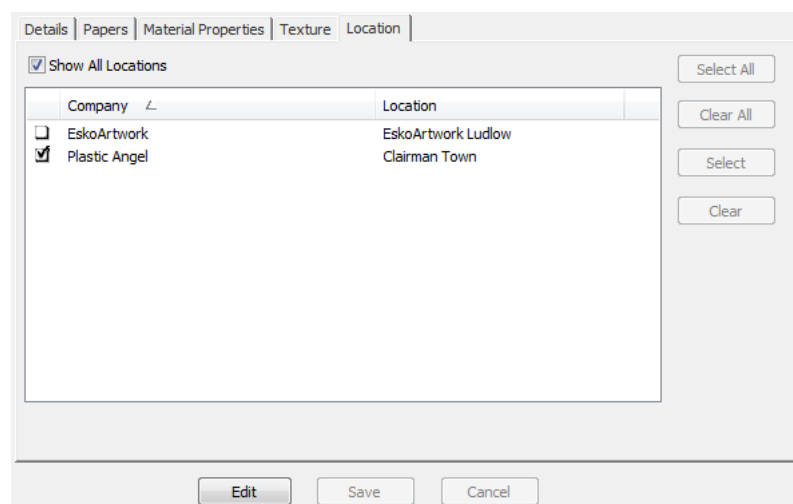 Details Papers Material Properties Texture Location
Show All Locations
Select All
Company Location
Clear All
EskoArtwork EskoArtwork Ludlow
Plastic Angel Clairman Town
Select
Clear
Edit Save Cancel